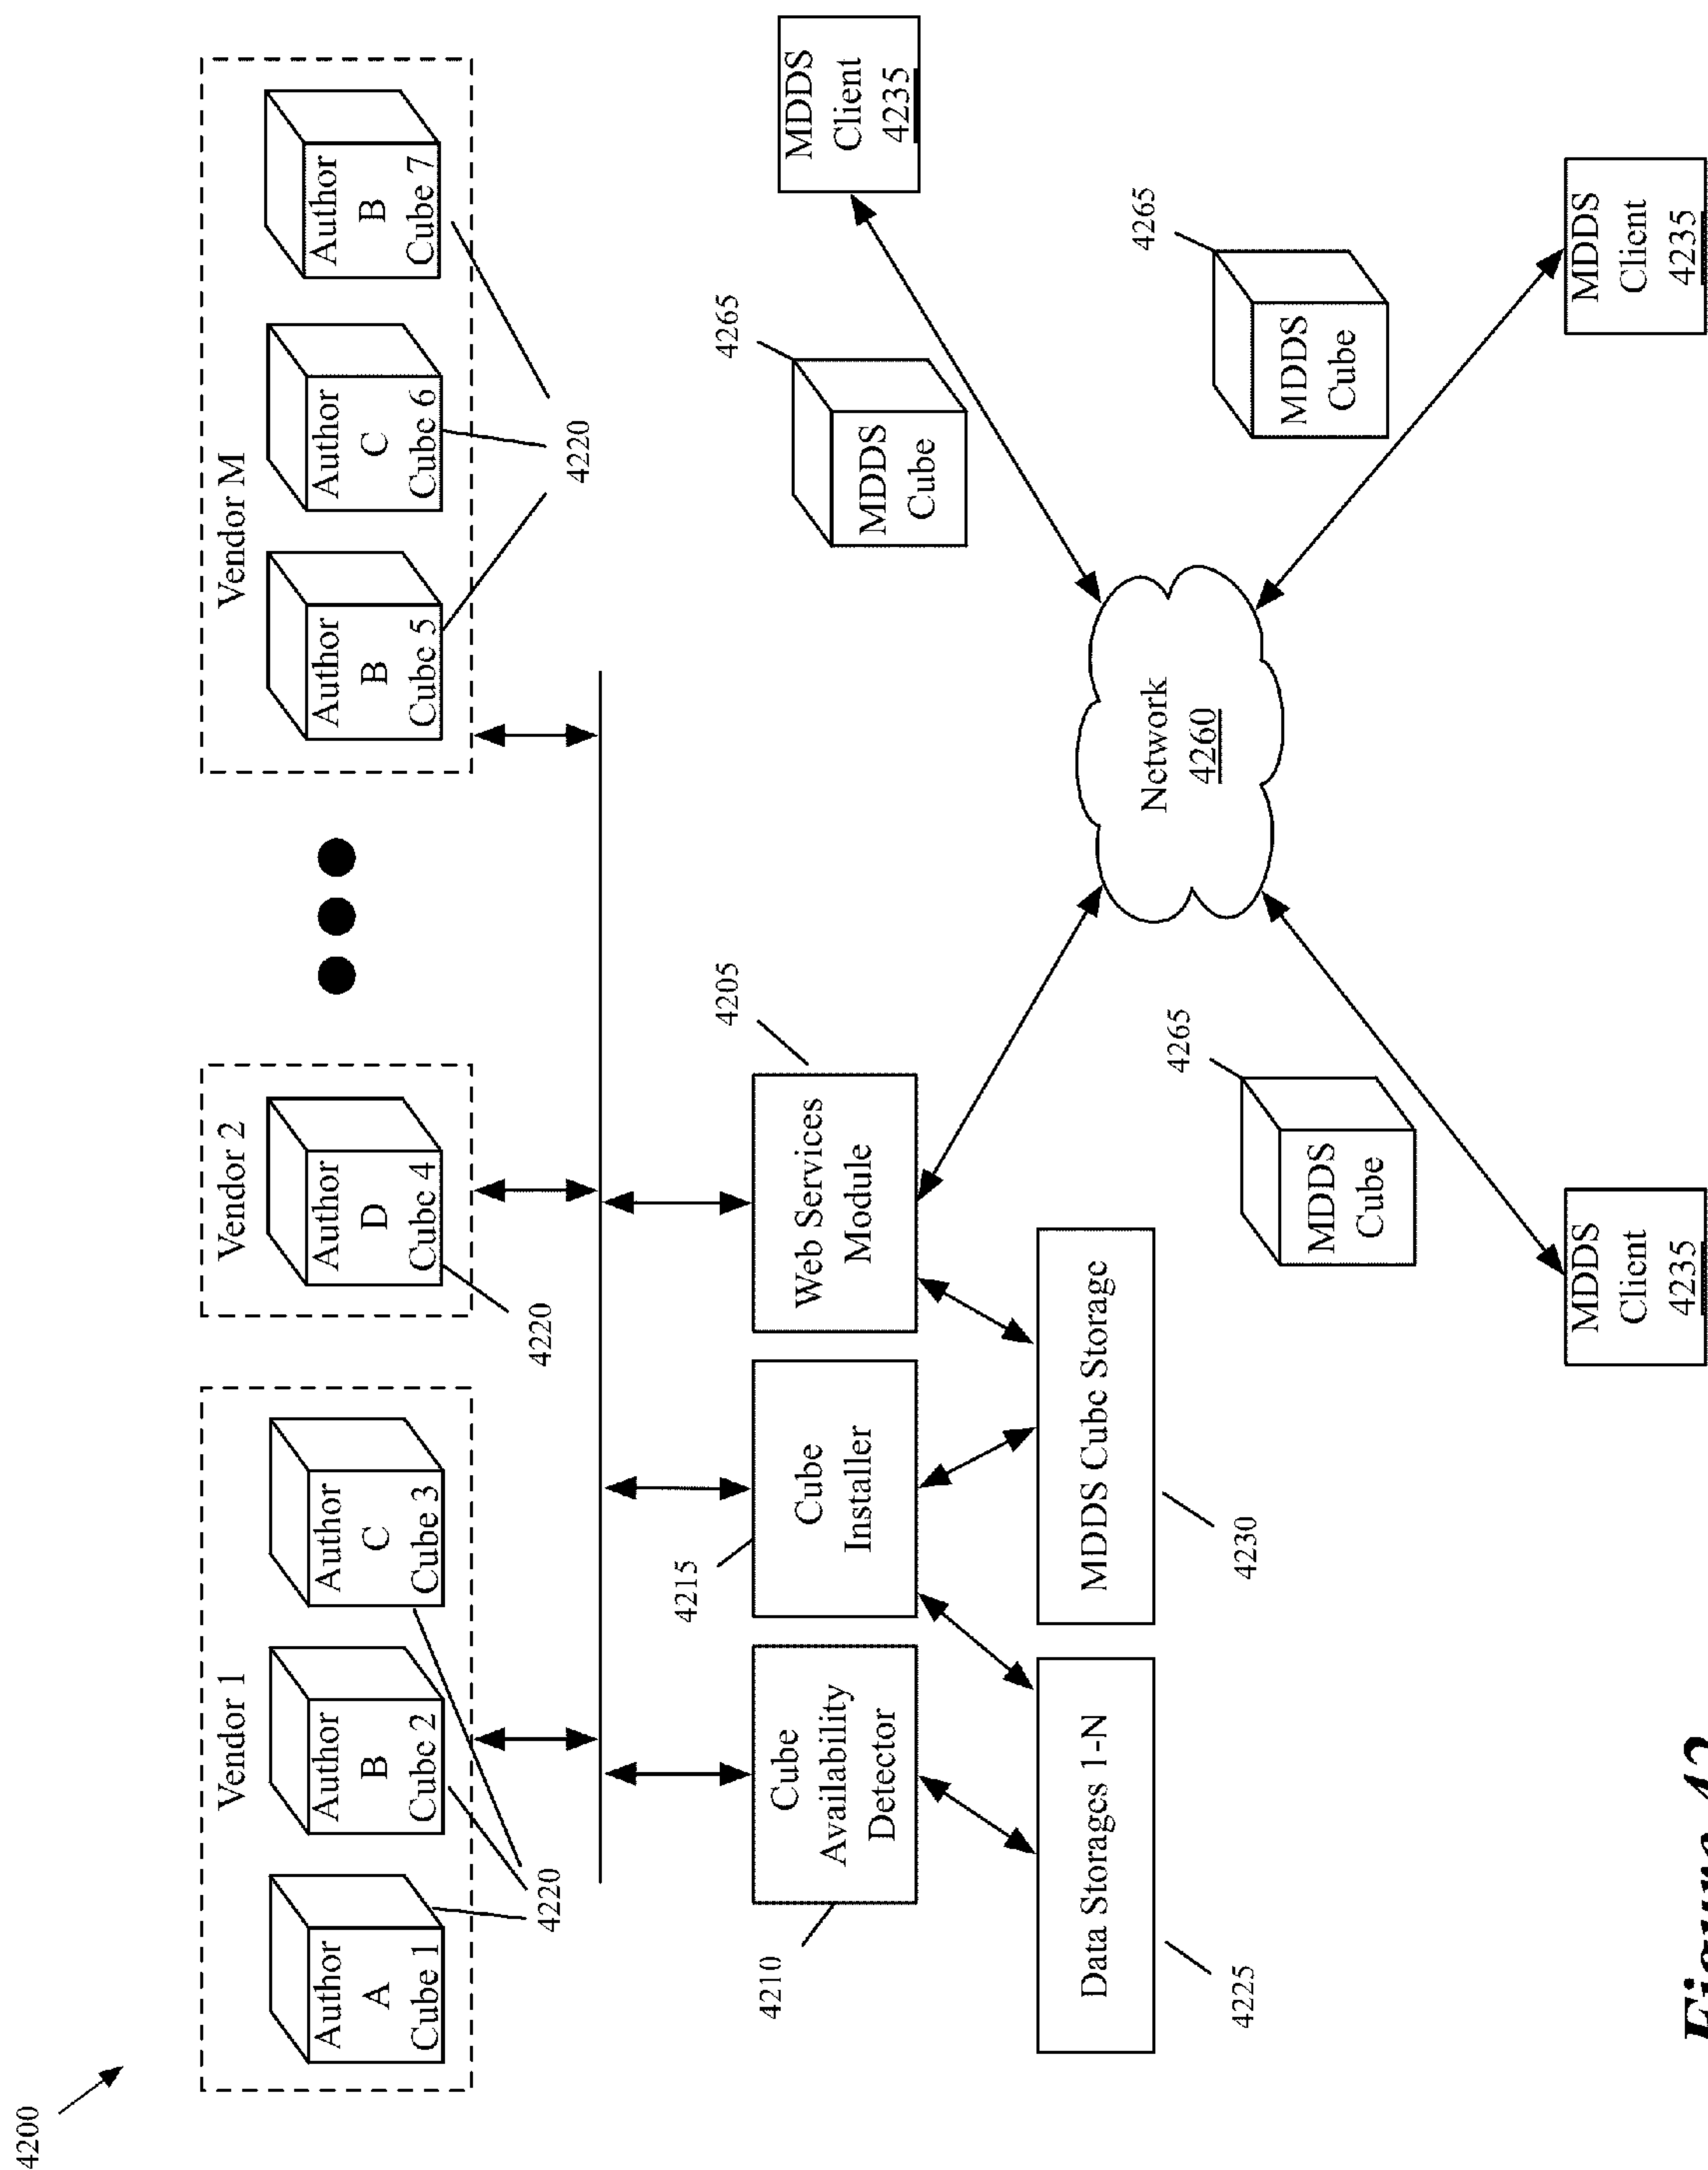 4200
Vendor 1
Author
A
Cube 1
Author
B
Cube 2
Author
C
Cube 3
4220
Vendor 2
Author
D
Cube 4
4220
Vendor M
Author
B
Cube 5
Author
C
Cube 6
Author
B
Cube 7
4220
4210
Cube
Availability
Detector
4215
Cube
Installer
4205
Web Services
Module
Data Storages 1-N
4225
MDDS Cube Storage
4230
Network
4260
4265
MDDS
Cube
MDDS
Client
4235
4265
MDDS
Cube
MDDS
Client
4235
4265
MDDS
Cube
MDDS
Client
4235
Figure 42